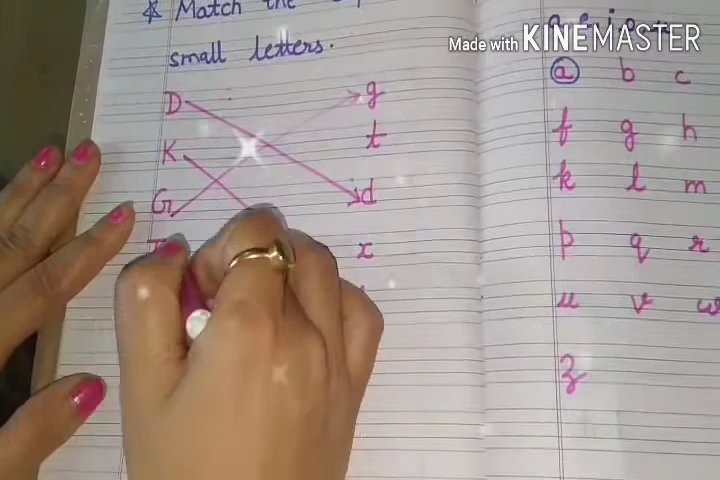 Match the
small letters.
D g
K t
G d
x
Made with KINEMASTER
a b c
f g h
k l m
p q r
u v w
z